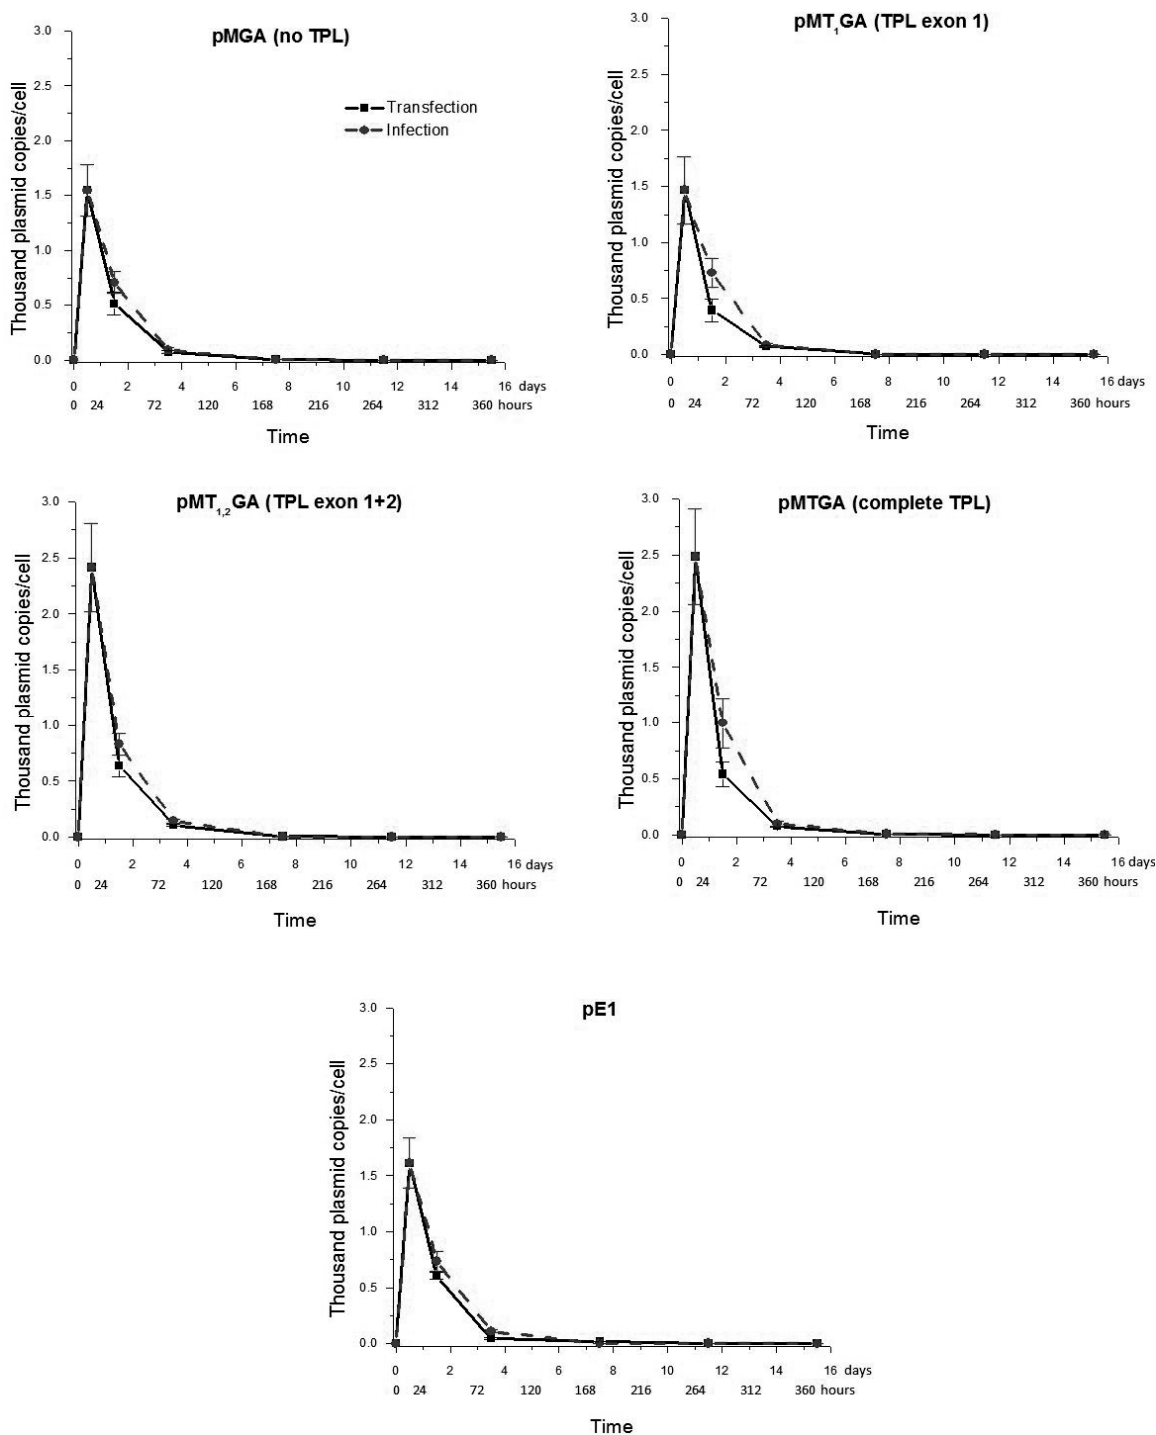 pMGA (no TPL)
Thousand plasmid copies/cell
3.0
2.5
2.0
1.5
1.0
0.5
0.0
Transfection
Infection
0 2 4 6 8 10 12 14 16 days
0 24 72 120 168 216 264 312 360 hours
Time
pMT1GA (TPL exon 1)
Thousand plasmid copies/cell
3.0
2.5
2.0
1.5
1.0
0.5
0.0
0 2 4 6 8 10 12 14 16 days
0 24 72 120 168 216 264 312 360 hours
Time
pMT1,2GA (TPL exon 1+2)
Thousand plasmid copies/cell
3.0
2.5
2.0
1.5
1.0
0.5
0.0
0 2 4 6 8 10 12 14 16 days
0 24 72 120 168 216 264 312 360 hours
Time
pMTGA (complete TPL)
Thousand plasmid copies/cell
3.0
2.5
2.0
1.5
1.0
0.5
0.0
0 2 4 6 8 10 12 14 16 days
0 24 72 120 168 216 264 312 360 hours
Time
pE1
Thousand plasmid copies/cell
3.0
2.5
2.0
1.5
1.0
0.5
0.0
0 2 4 6 8 10 12 14 16 days
0 24 72 120 168 216 264 312 360 hours
Time